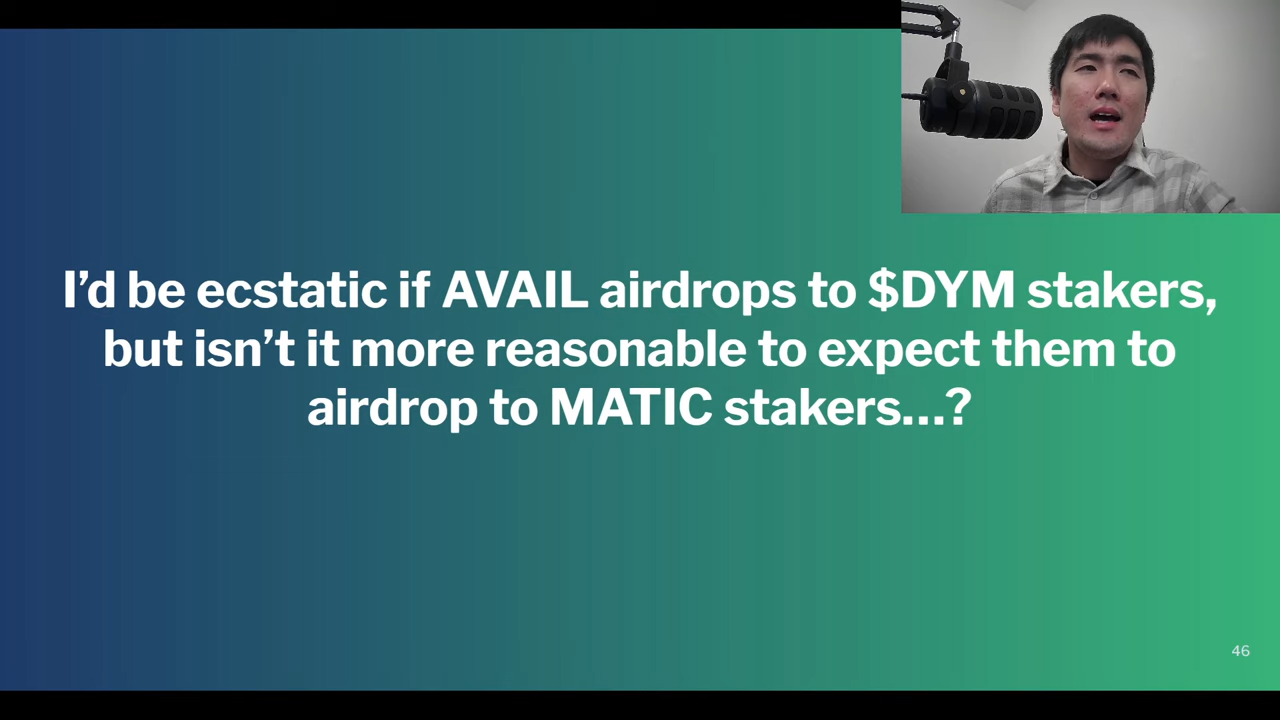 I’d be ecstatic if AVAIL airdrops to $DYM stakers,
but isn’t it more reasonable to expect them to
airdrop to MATIC stakers…?
46